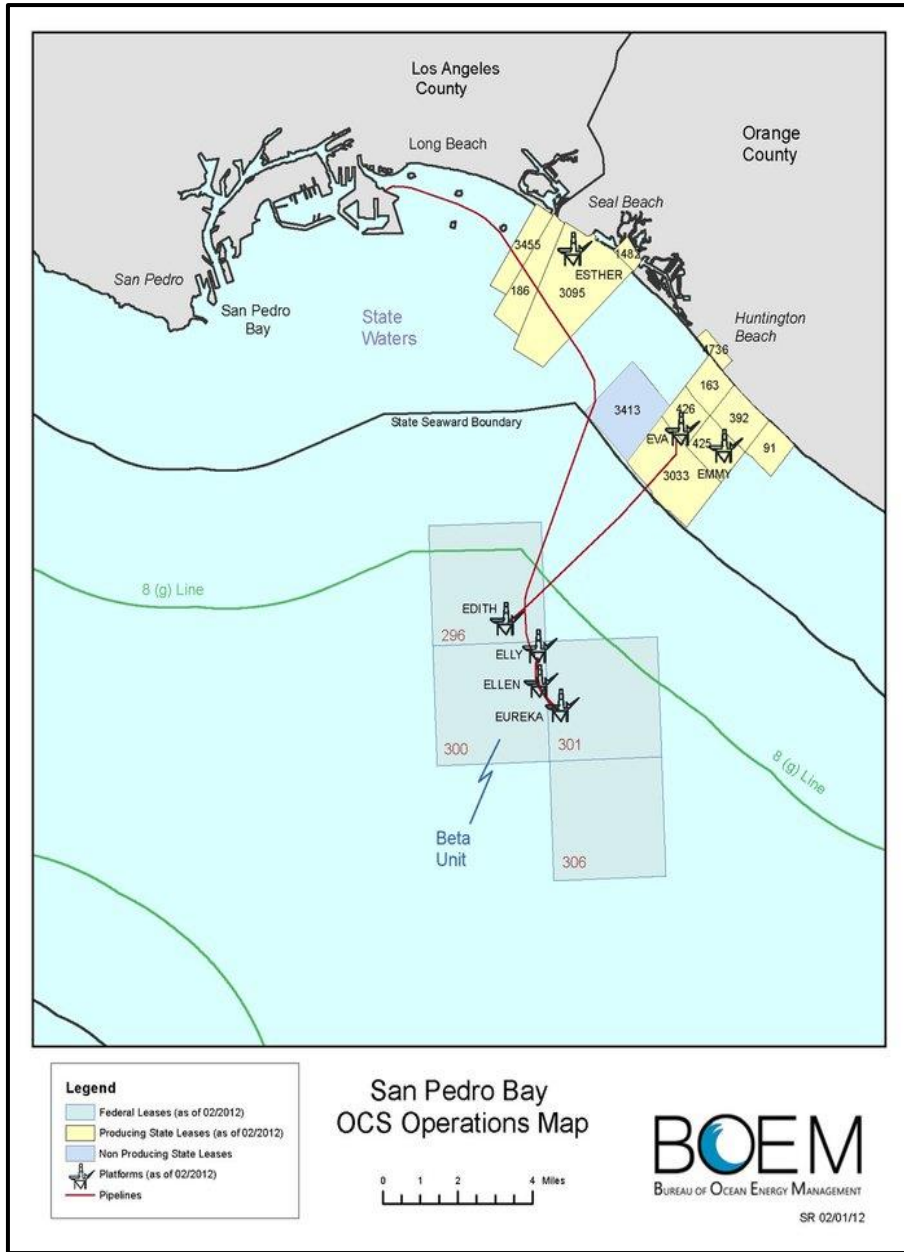 Los Angeles
County
Long Beach
Orange
County
Seal Beach
3455
1482
ESTHER
186
3095
San Pedro
San Pedro
Bay
State
Waters
Huntington
Beach
4736
163
3413
426
392
State Seaward Boundary
EVA
425
91
EMMY
3033
8 (g) Line
EDITH
296
ELLY
ELLEN
EUREKA
300
301
8 (g) Line
Beta
Unit
306
Legend
Federal Leases (as of 02/2012)
Producing State Leases (as of 02/2012)
Non Producing State Leases
Platforms (as of 02/2012)
Pipelines
San Pedro Bay
OCS Operations Map
0 1 2 4 Miles
BOEM
BUREAU OF OCEAN ENERGY MANAGEMENT
SR 02/01/12